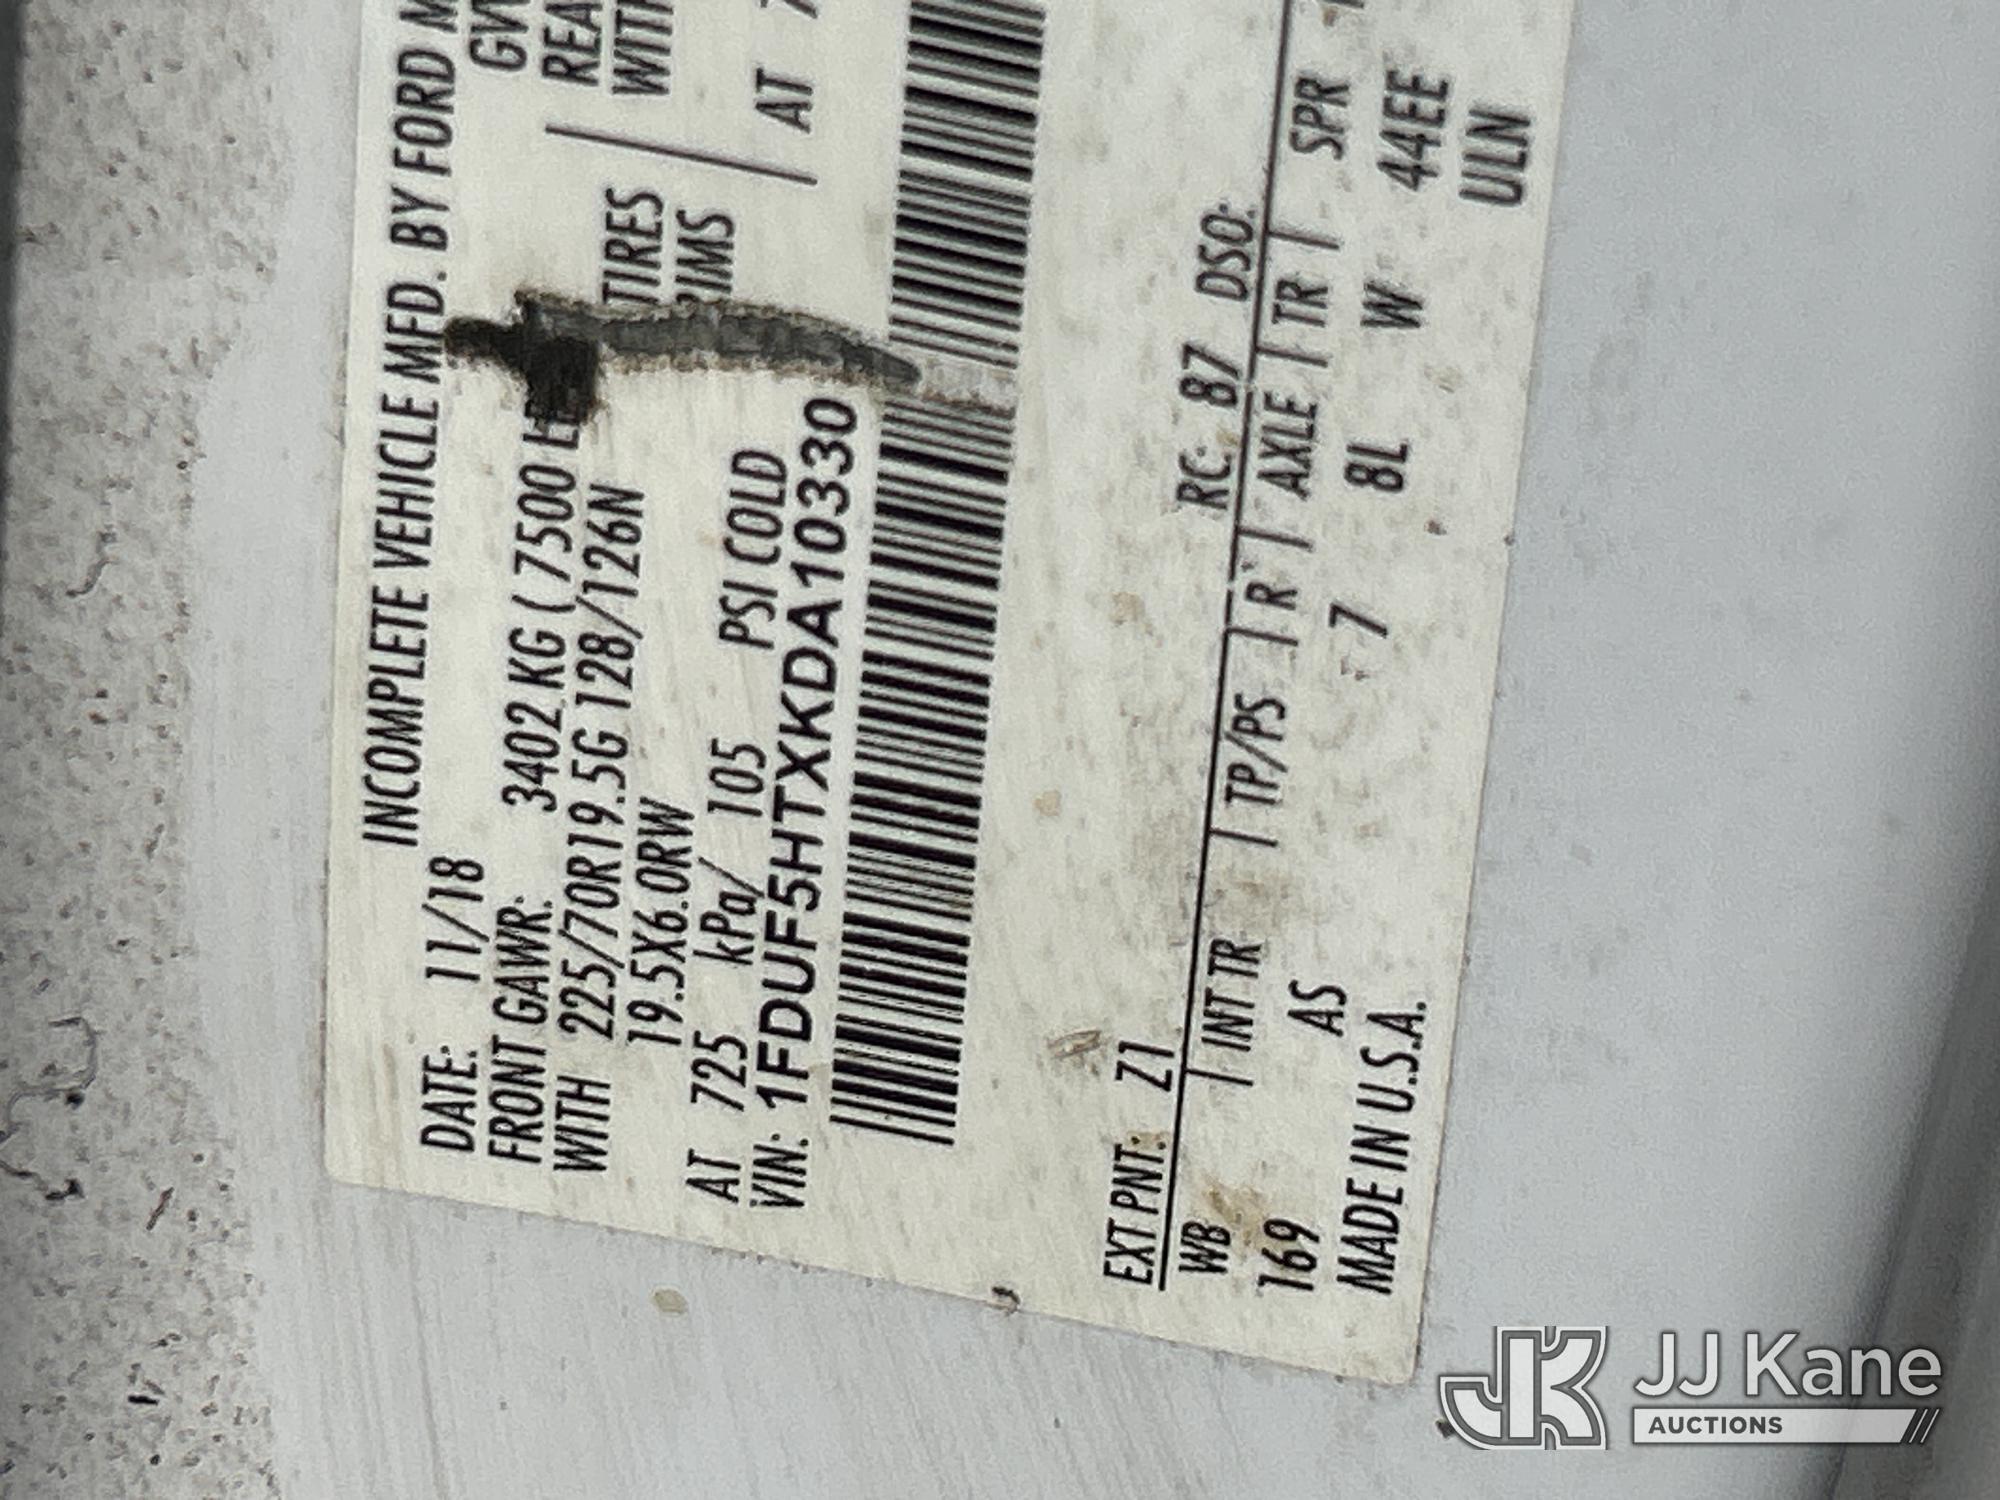 INCOMPLETE VEHICLE MFD. BY FORD
DATE: 11/18
FRONT GAWR: 3402 KG ( 7500
WITH 225/70R19.5G 128/126N TIRES
19.5X6.0RW RIMS
AT 725 kPa/ 105 PSI COLD AT
VIN: 1FDUF5HTXKDA10330
EXT PNT: Z1 RC: 87 DSO:
WB | INT TR | TP/PS | R | AXLE | TR | SPR
169 AS 7 8L W 44EE
MADE IN U.S.A. ULN
JJ Kane
AUCTIONS